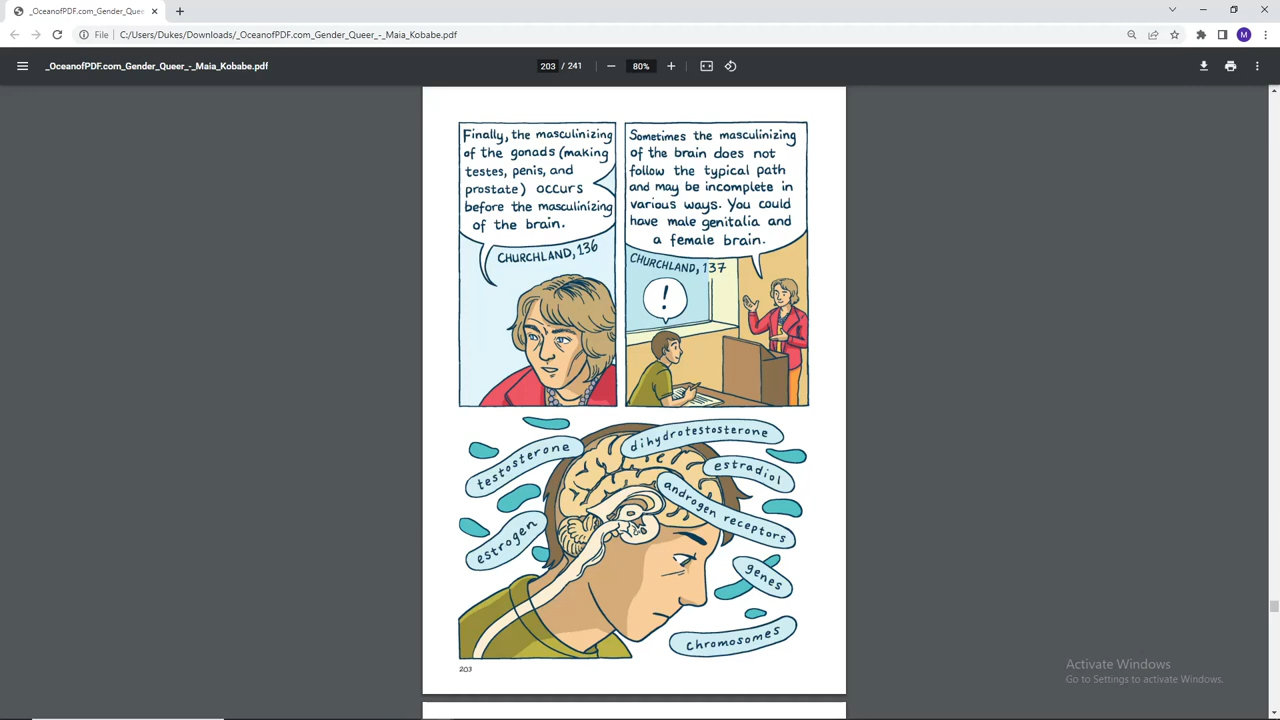 _OceanofPDF.com_Gender_Quee
File
C:/Users/Dukes/Downloads/_OceanofPDF.com_Gender_Queer_-_Maia_Kobabe.pdf
M
_OceanofPDF.com_Gender_Queer_-_Maia_Kobabe.pdf
203 / 241
80%
Finally, the masculinizing
of the gonads (making
testes, penis, and
prostate) occurs
before the masculinizing
of the brain.
CHURCHLAND, 136
Sometimes the masculinizing
of the brain does not
follow the typical path
and may be incomplete in
various ways. You could
have male genitalia and
a female brain.
CHURCHLAND, 137
!
testosterone
dihydrotestosterone
estradiol
androgen receptors
estrogen
genes
chromosomes
203
Activate Windows
Go to Settings to activate Windows.